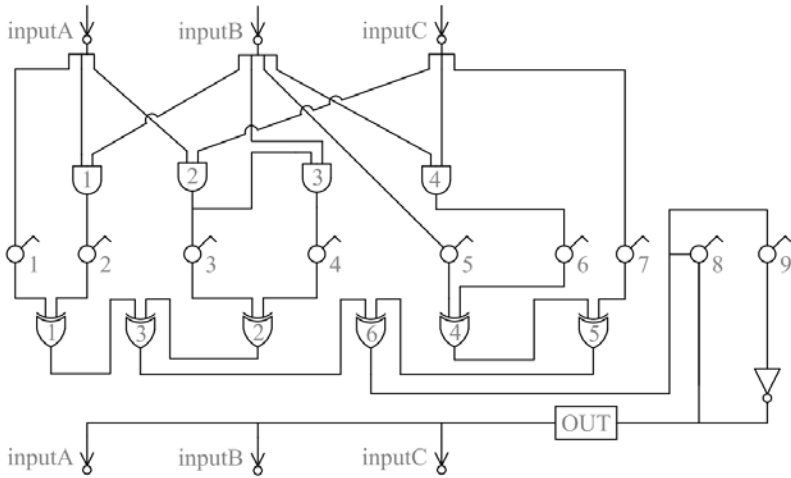 inputA inputB inputC
1 2 3 4
1 2 3 4 5 6 7 8 9
1 3 2 6 4 5
OUT
inputA inputB inputC